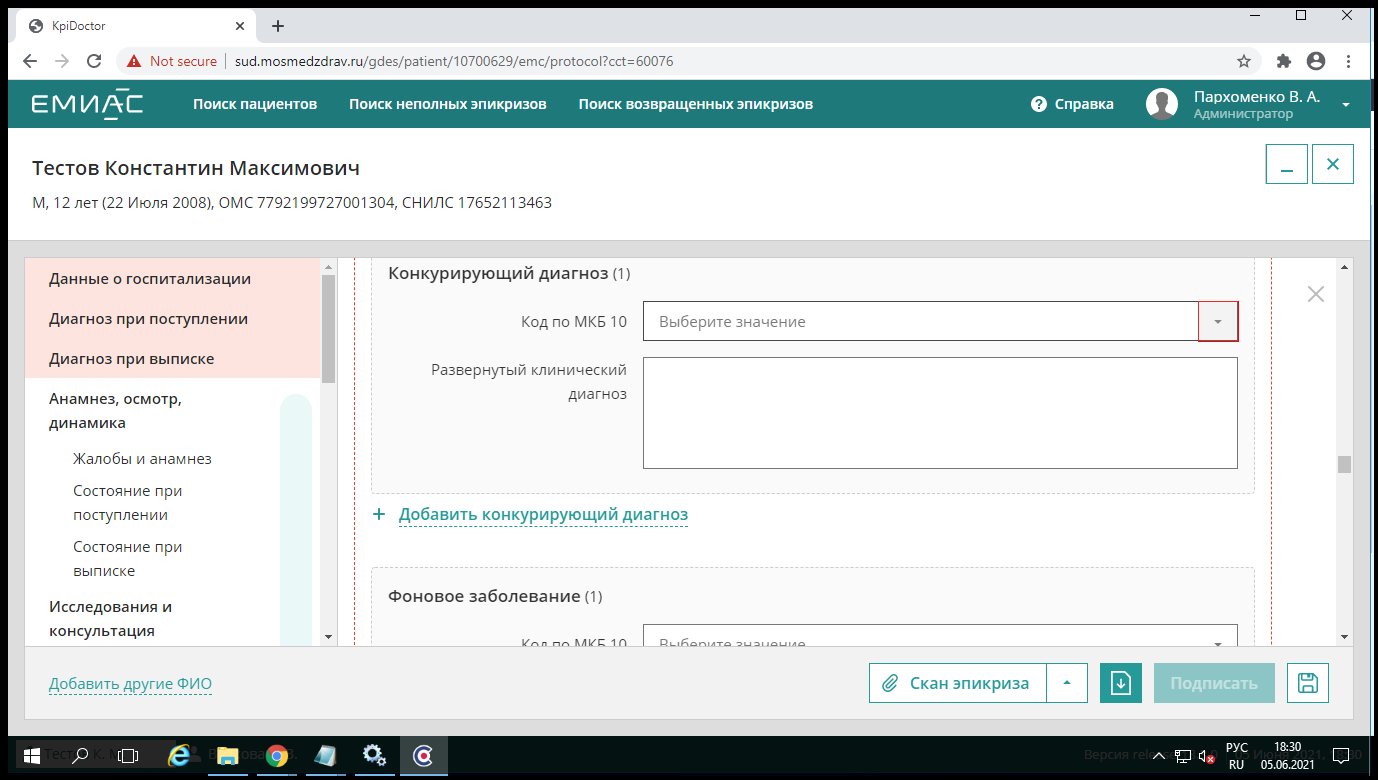 KpiDoctor
Not secure
sud.mosmedzdrav.ru/gdes/patient/10700629/emc/protocol?cct=60076
ЕМИАС
Поиск пациентов
Поиск неполных эпикризов
Поиск возвращенных эпикризов
? Справка
Пархоменко В. А.
Администратор
Тестов Константин Максимович
М, 12 лет (22 Июля 2008), ОМС 7792199727001304, СНИЛС 17652113463
Данные о госпитализации
Диагноз при поступлении
Диагноз при выписке
Анамнез, осмотр,
динамика
Жалобы и анамнез
Состояние при
поступлении
Состояние при
выписке
Исследования и
консультация
Конкурирующий диагноз (1)
Код по МКБ 10
Выберите значение
Развернутый клинический
диагноз
+ Добавить конкурирующий диагноз
Фоновое заболевание (1)
Код по МКБ 10
Выберите значение
Добавить другие ФИО
Скан эпикриза
Подписать
Версия release
РУС
RU
18:30
05.06.2021